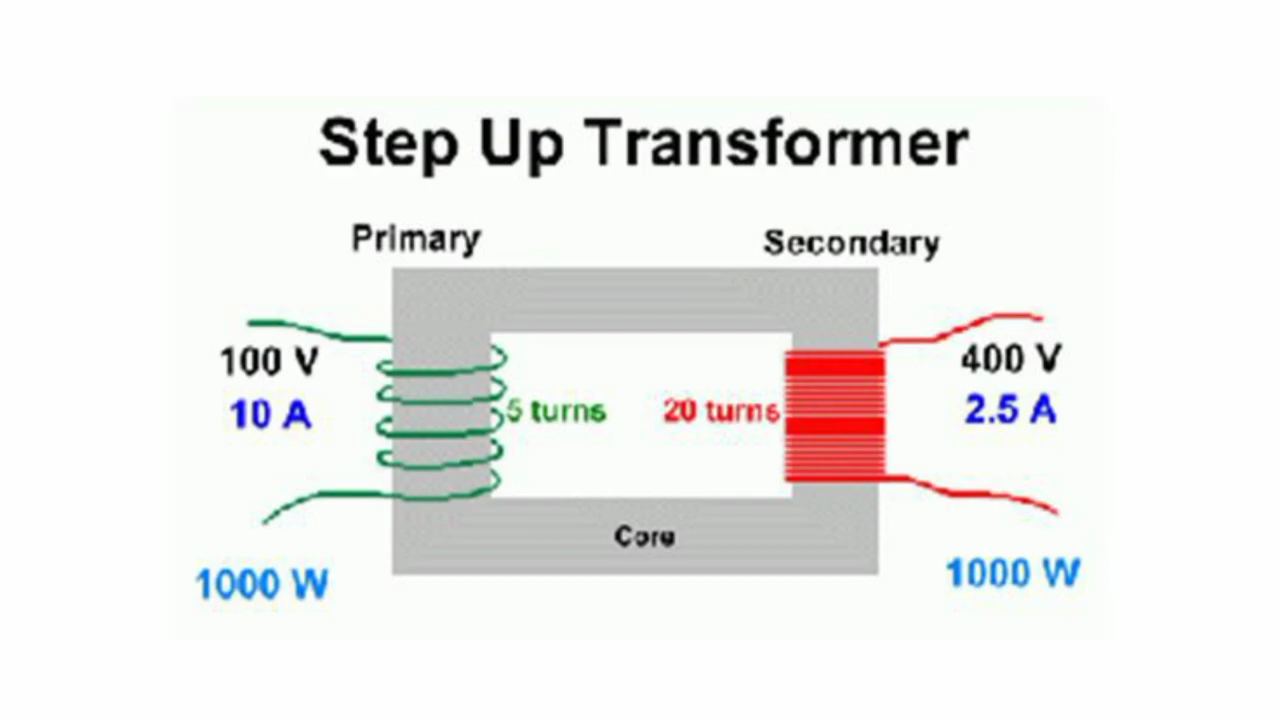 Step Up Transformer
Primary
Secondary
100 V
400 V
10 A
5 turns
20 turns
2.5 A
Core
1000 W
1000 W